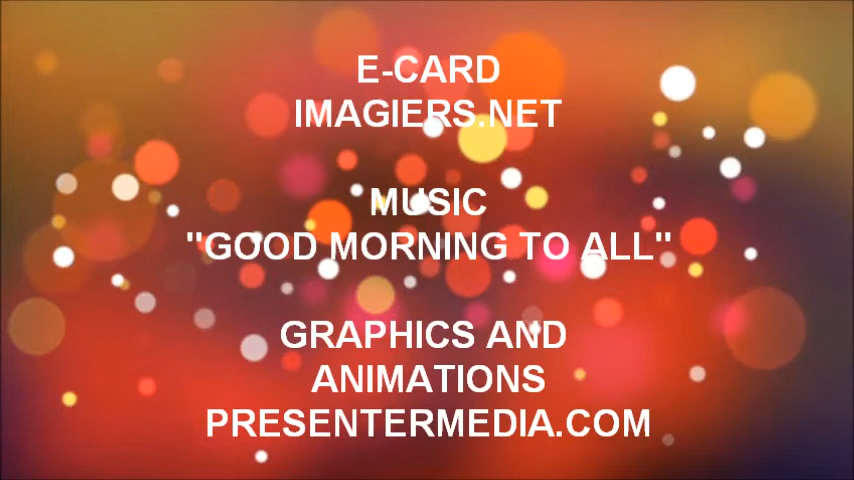 E-CARD
IMAGIERS.NET
MUSIC
"GOOD MORNING TO ALL"
GRAPHICS AND
ANIMATIONS
PRESENTERMEDIA.COM